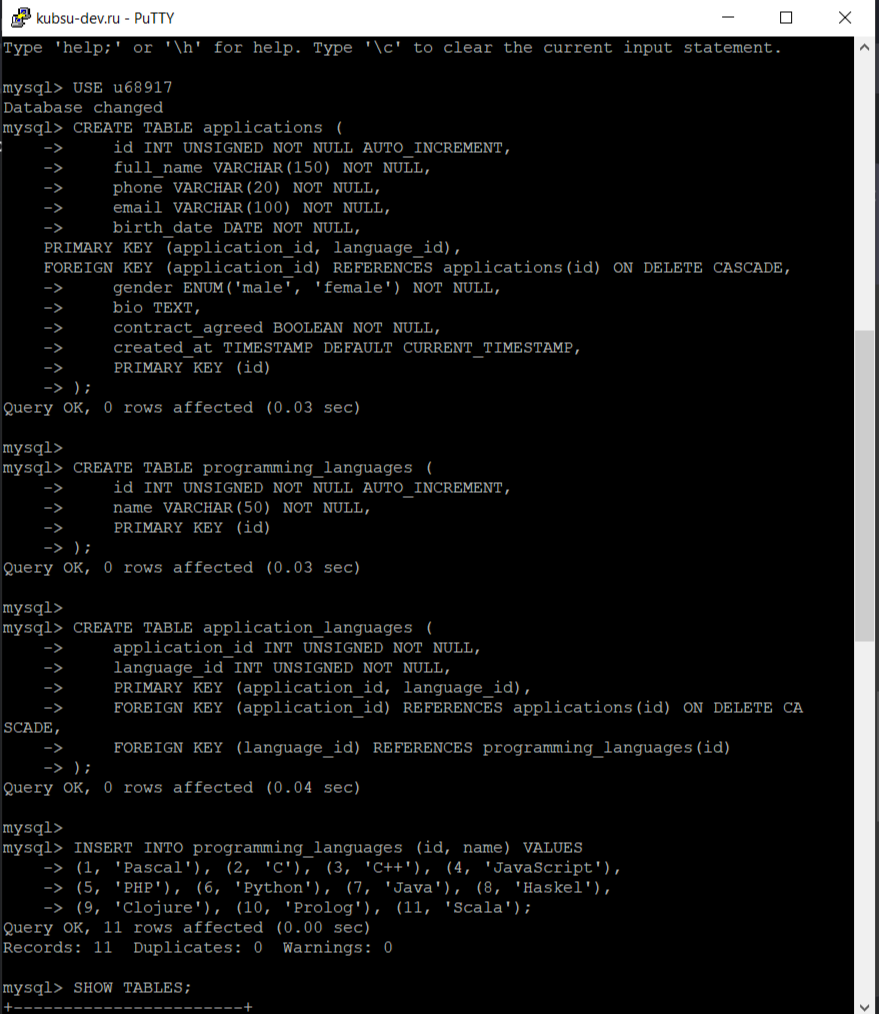 kubsu-dev.ru - PuTTY
Type 'help;' or '\h' for help. Type '\c' to clear the current input statement.
mysql> USE u68917
Database changed
mysql> CREATE TABLE applications (
    ->     id INT UNSIGNED NOT NULL AUTO_INCREMENT,
    ->     full_name VARCHAR(150) NOT NULL,
    ->     phone VARCHAR(20) NOT NULL,
    ->     email VARCHAR(100) NOT NULL,
    ->     birth_date DATE NOT NULL,
    PRIMARY KEY (application_id, language_id),
    FOREIGN KEY (application_id) REFERENCES applications(id) ON DELETE CASCADE,
    ->     gender ENUM('male', 'female') NOT NULL,
    ->     bio TEXT,
    ->     contract_agreed BOOLEAN NOT NULL,
    ->     created_at TIMESTAMP DEFAULT CURRENT_TIMESTAMP,
    ->     PRIMARY KEY (id)
    -> );
Query OK, 0 rows affected (0.03 sec)
mysql>
mysql> CREATE TABLE programming_languages (
    ->     id INT UNSIGNED NOT NULL AUTO_INCREMENT,
    ->     name VARCHAR(50) NOT NULL,
    ->     PRIMARY KEY (id)
    -> );
Query OK, 0 rows affected (0.03 sec)
mysql>
mysql> CREATE TABLE application_languages (
    ->     application_id INT UNSIGNED NOT NULL,
    ->     language_id INT UNSIGNED NOT NULL,
    ->     PRIMARY KEY (application_id, language_id),
    ->     FOREIGN KEY (application_id) REFERENCES applications(id) ON DELETE CA
SCADE,
    ->     FOREIGN KEY (language_id) REFERENCES programming_languages(id)
    -> );
Query OK, 0 rows affected (0.04 sec)
mysql>
mysql> INSERT INTO programming_languages (id, name) VALUES
    -> (1, 'Pascal'), (2, 'C'), (3, 'C++'), (4, 'JavaScript'),
    -> (5, 'PHP'), (6, 'Python'), (7, 'Java'), (8, 'Haskel'),
    -> (9, 'Clojure'), (10, 'Prolog'), (11, 'Scala');
Query OK, 11 rows affected (0.00 sec)
Records: 11  Duplicates: 0  Warnings: 0
mysql> SHOW TABLES;
+-----------------------+